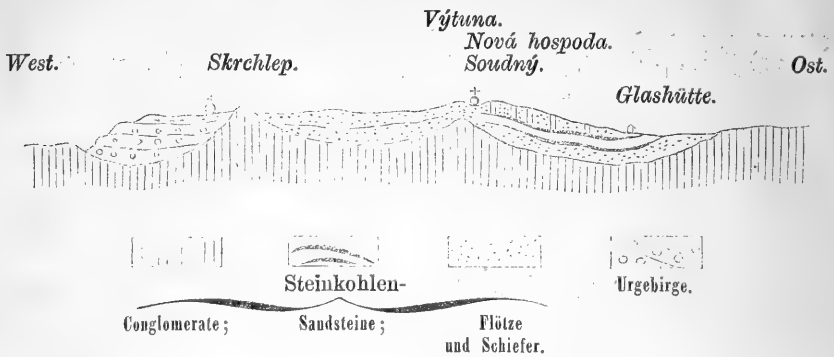 Výtuna.
Nová hospoda.
West. Skrchlep. Soudný. Ost.
Glashütte.
Steinkohlen-
Urgebirge.
Conglomerate; Sandsteine; Flötze
und Schiefer.